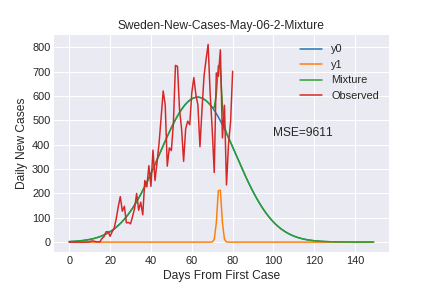 Sweden-New-Cases-May-06-2-Mixture
y0
y1
Mixture
Observed
MSE=9611
Daily New Cases
800
700
600
500
400
300
200
100
0
0 20 40 60 80 100 120 140
Days From First Case